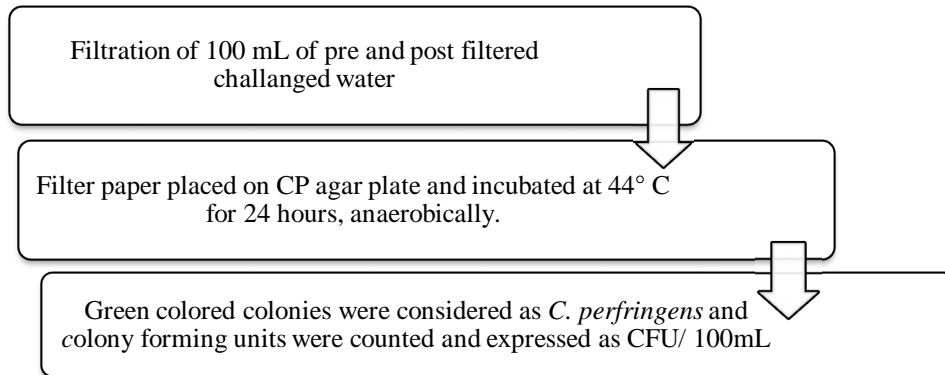 Filtration of 100 mL of pre and post filtered
challanged water
Filter paper placed on CP agar plate and incubated at 44° C
for 24 hours, anaerobically.
Green colored colonies were considered as C. perfringens and
colony forming units were counted and expressed as CFU/ 100mL